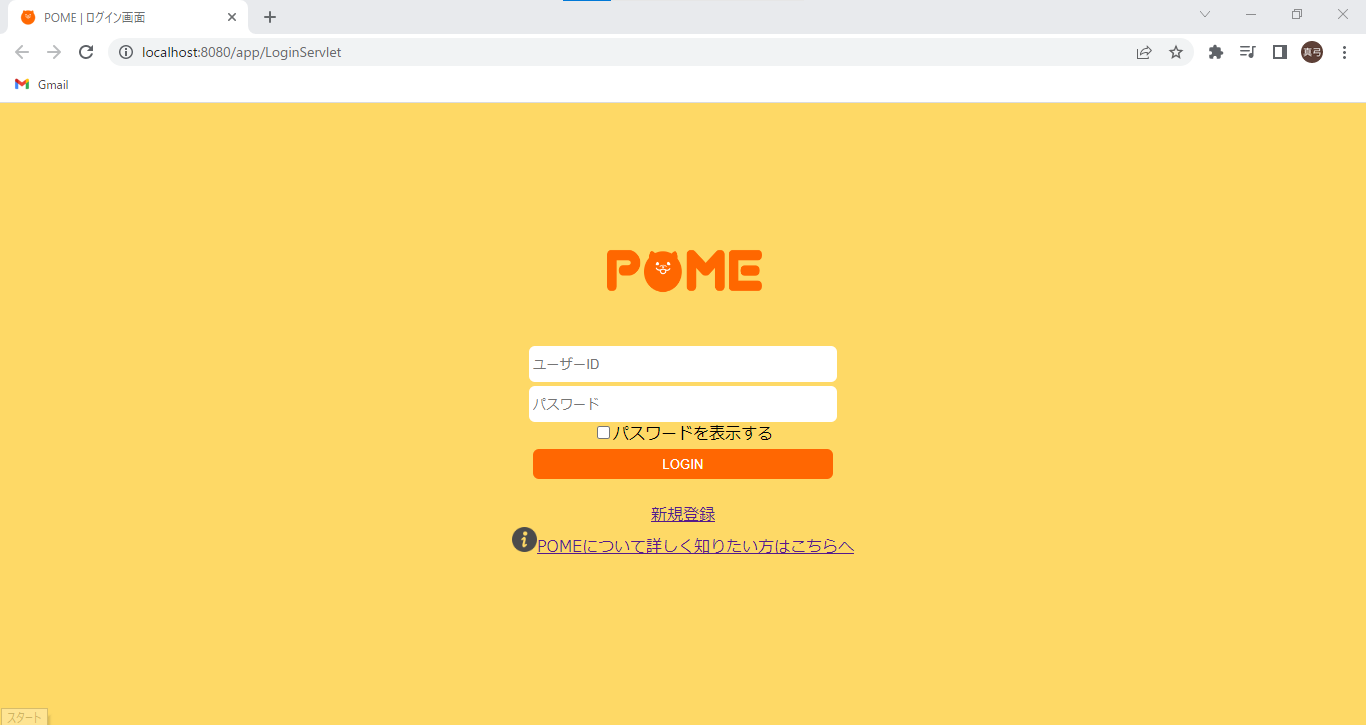 POME | ログイン画面
localhost:8080/app/LoginServlet
真弓
Gmail
POME
ユーザーID
パスワード
パスワードを表示する
LOGIN
新規登録
POMEについて詳しく知りたい方はこちらへ
スタート